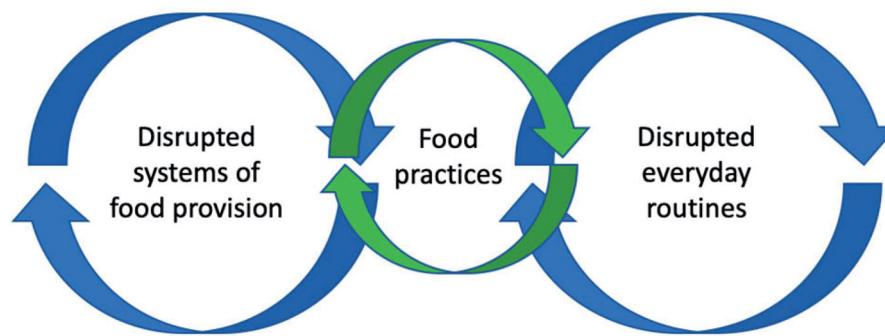 Disrupted
systems of
food provision
Food
practices
Disrupted
everyday
routines